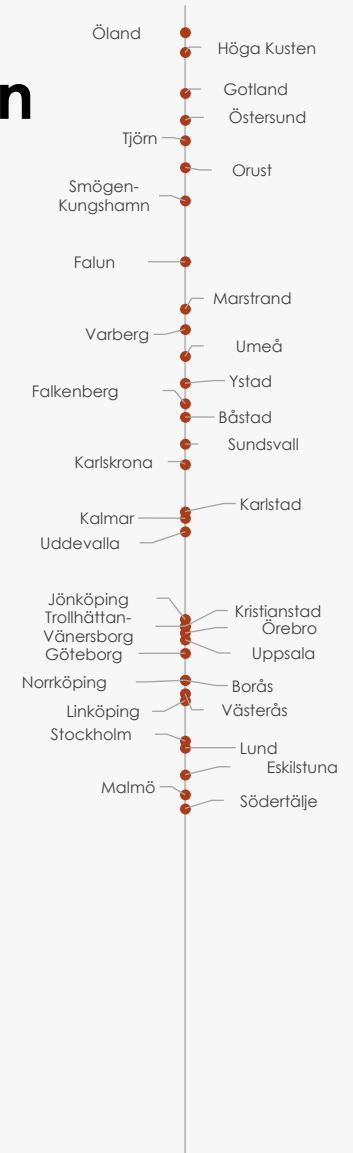 Öland
Höga Kusten
n
Gotland
Östersund
Tjörn
Orust
Smögen-
Kungshamn
Falun
Marstrand
Varberg
Umeå
Ystad
Falkenberg
Båstad
Sundsvall
Karlskrona
Karlstad
Kalmar
Uddevalla
Jönköping
Kristianstad
Trollhättan-
Vänersborg
Örebro
Göteborg
Uppsala
Norrköping
Borås
Linköping
Västerås
Stockholm
Lund
Eskilstuna
Malmö
Södertälje